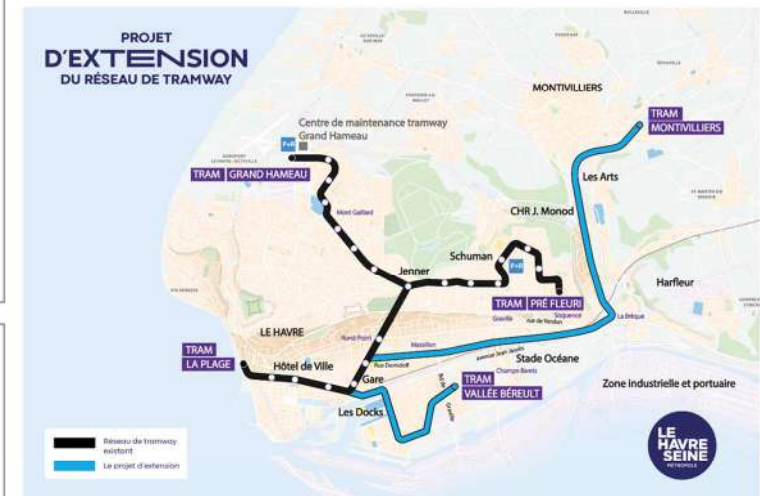 PROJET
D'EXTENSION
DU RÉSEAU DE TRAMWAY
MONTIVILLIERS
TRAM
MONTIVILLIERS
Centre de maintenance tramway
Grand Hameau
P+R
TRAM GRAND HAMEAU
Les Arts
Mont Gaillard
CHR J. Monod
Schuman
P+R
Jenner
Harfleur
TRAM PRÉ FLEURI
Graville
rue de Verdun
Soquence
La Brèque
LE HAVRE
Rond Point
Massillon
Avenue Jean Jaurès
Stade Océane
TRAM
LA PLAGE
Hôtel de Ville
Rue Demidoff
Gare
Champs Barets
TRAM
VALLÉE BÉREULT
Bd de Graville
Zone industrielle et portuaire
Les Docks
Réseau de tramway
existant
Le projet d'extension
LE
HAVRE
SEINE
MÉTROPOLE